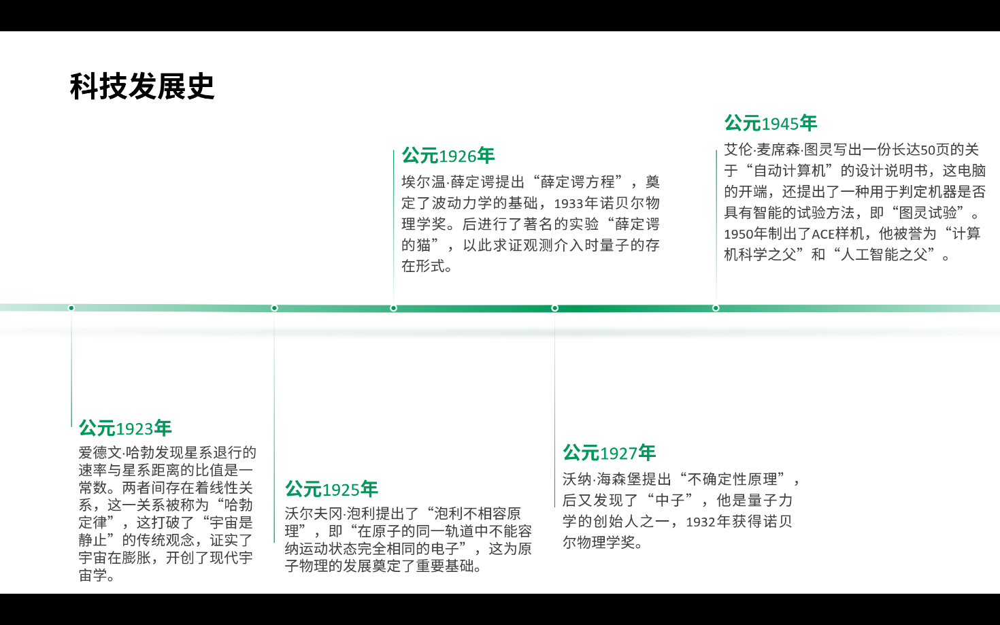 科技发展史
公元1923年
爱德文·哈勃发现星系退行的
速率与星系距离的比值是一
常数。两者间存在着线性关
系，这一关系被称为“哈勃
定律”，这打破了“宇宙是
静止”的传统观念，证实了
宇宙在膨胀，开创了现代宇
宙学。
公元1925年
沃尔夫冈·泡利提出了“泡利不相容原
理”，即“在原子的同一轨道中不能容
纳运动状态完全相同的电子”，这为原
子物理的发展奠定了重要基础。
公元1926年
埃尔温·薛定谔提出“薛定谔方程”，奠
定了波动力学的基础，1933年诺贝尔物
理学奖。后进行了著名的实验“薛定谔
的猫”，以此求证观测介入时量子的存
在形式。
公元1927年
沃纳·海森堡提出“不确定性原理”，
后又发现了“中子”，他是量子力
学的创始人之一，1932年获得诺贝
尔物理学奖。
公元1945年
艾伦·麦席森·图灵写出一份长达50页的关
于“自动计算机”的设计说明书，这电脑
的开端，还提出了一种用于判定机器是否
具有智能的试验方法，即“图灵试验”。
1950年制出了ACE样机，他被誉为“计算
机科学之父”和“人工智能之父”。